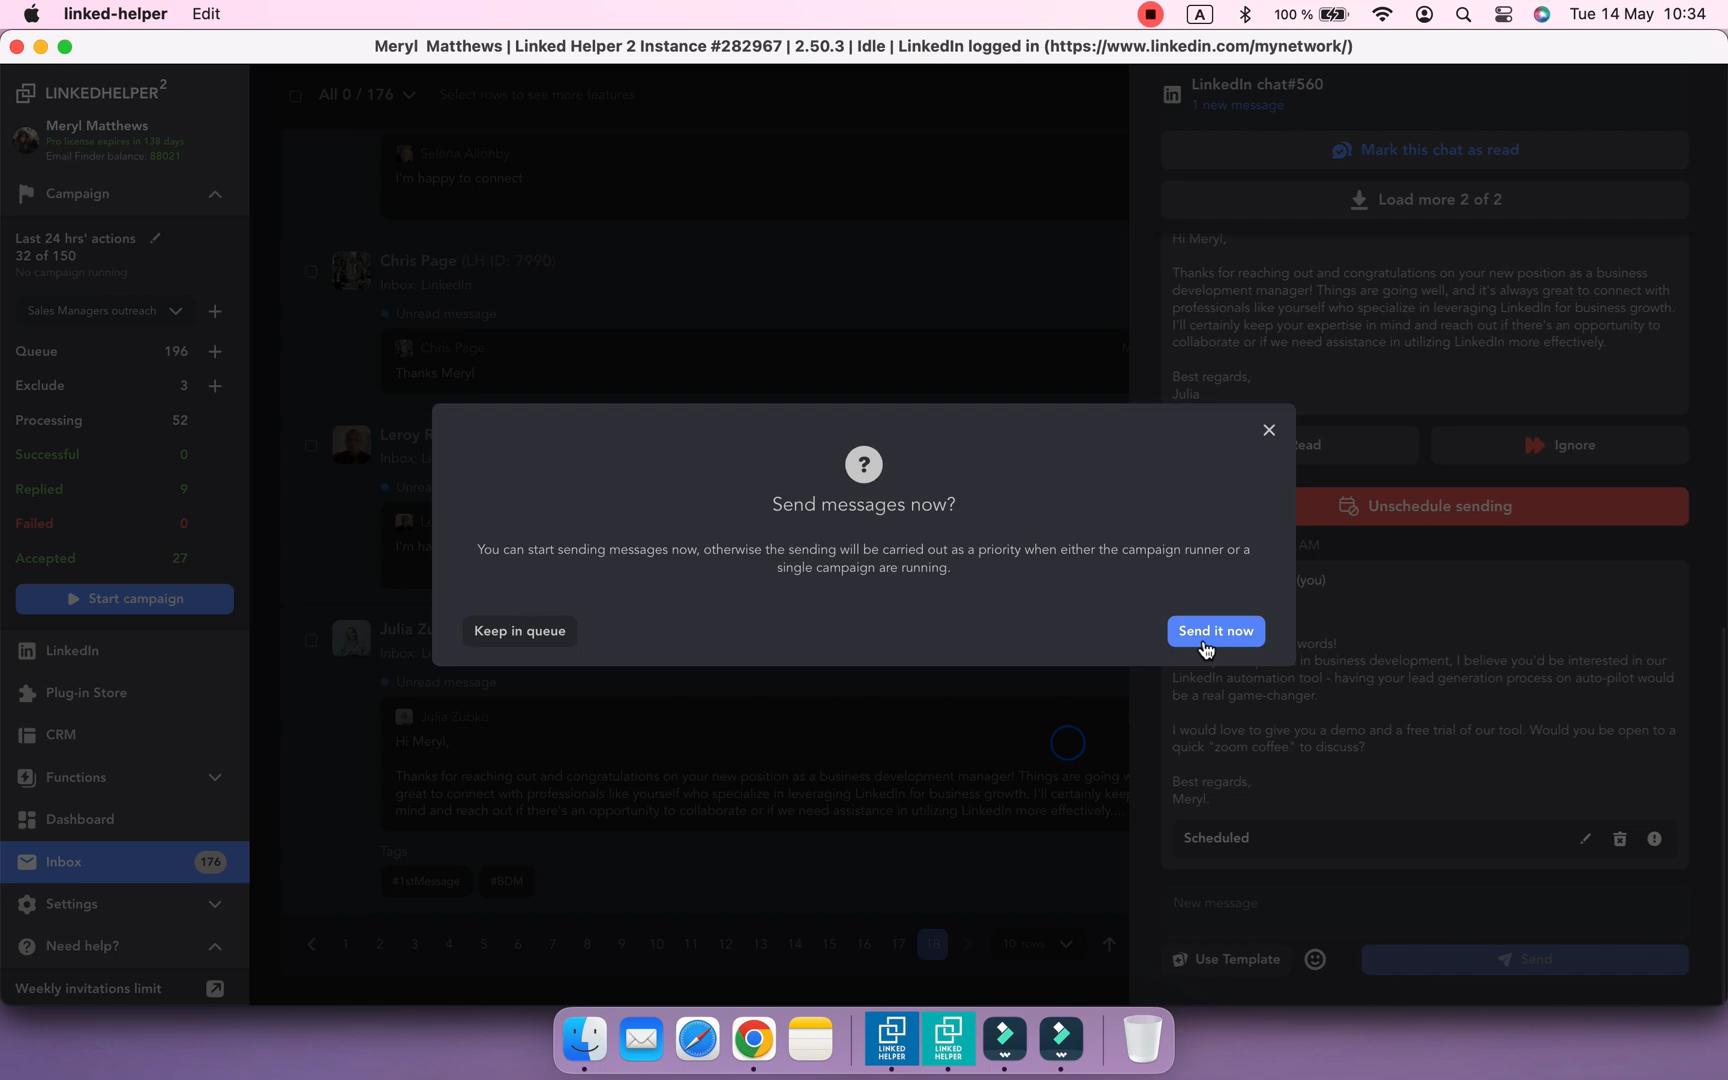 linked-helper Edit
A 100 % Tue 14 May 10:34
Meryl Matthews | Linked Helper 2 Instance #282967 | 2.50.3 | Idle | LinkedIn logged in (https://www.linkedin.com/mynetwork/)
LINKEDHELPER2
Meryl Matthews
Pro license expires in 138 days
Email Finder balance: 88021
Campaign
Last 24 hrs' actions
32 of 150
No campaign running
Sales Managers outreach
Queue 196
Exclude 3
Processing 52
Successful 0
Replied 9
Failed 0
Accepted 27
Start campaign
LinkedIn
Plug-in Store
CRM
Functions
Dashboard
Inbox 176
Settings
Need help?
Weekly invitations limit
All 0 / 176 Select rows to see more features
Selena Allonby
I'm happy to connect
Chris Page (LH ID: 7990)
Inbox: LinkedIn
Unread message
Chris Page
Thanks Meryl
Leroy
Inbox: Li
Unrea
I'm ha
Send messages now?
You can start sending messages now, otherwise the sending will be carried out as a priority when either the campaign runner or a
single campaign are running.
Keep in queue
Send it now
Julia Zu
Inbox: Li
Unread message
Julia Zubko
Hi Meryl,
Thanks for reaching out and congratulations on your new position as a business development manager! Things are going w
great to connect with professionals like yourself who specialize in leveraging LinkedIn for business growth. I'll certainly keep
mind and reach out if there's an opportunity to collaborate or if we need assistance in utilizing LinkedIn more effectively....
Tags
#1stMessage #BDM
1 2 3 4 5 6 7 8 9 10 11 12 13 14 15 16 17 18 10 rows
LinkedIn chat#560
1 new message
Mark this chat as read
Load more 2 of 2
Hi Meryl,
Thanks for reaching out and congratulations on your new position as a business
development manager! Things are going well, and it's always great to connect with
professionals like yourself who specialize in leveraging LinkedIn for business growth.
I'll certainly keep your expertise in mind and reach out if there's an opportunity to
collaborate or if we need assistance in utilizing LinkedIn more effectively.
Best regards,
Julia
ead Ignore
Unschedule sending
AM
(you)
words!
in business development, I believe you'd be interested in our
LinkedIn automation tool - having your lead generation process on auto-pilot would
be a real game-changer.
I would love to give you a demo and a free trial of our tool. Would you be open to a
quick "zoom coffee" to discuss?
Best regards,
Meryl.
Scheduled
New message
Use Template Send
LINKED
HELPER
LINKED
HELPER